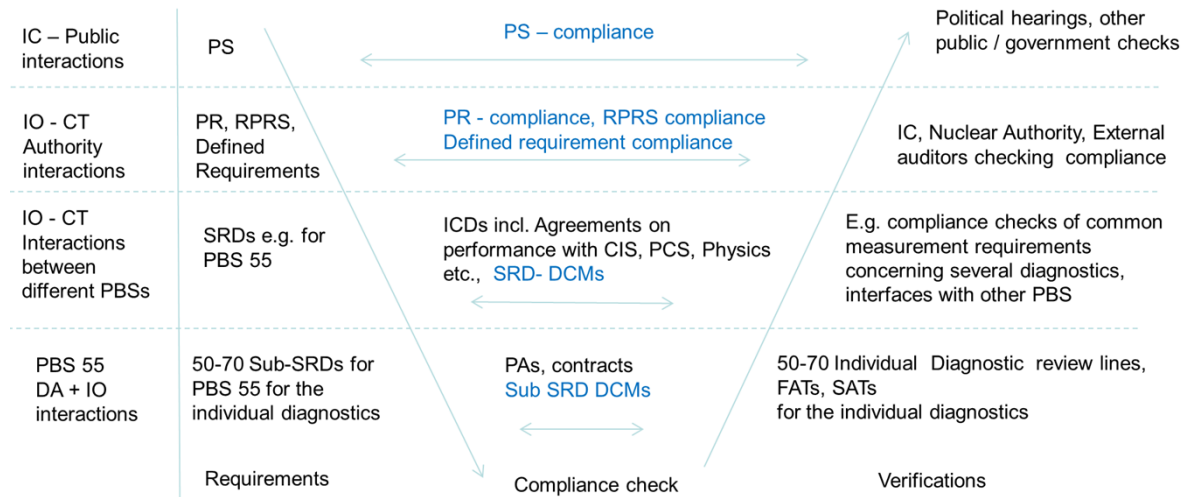 IC – Public
interactions
PS
PS – compliance
Political hearings, other
public / government checks
IO - CT
Authority
interactions
PR, RPRS,
Defined
Requirements
PR - compliance, RPRS compliance
Defined requirement compliance
IC, Nuclear Authority, External
auditors checking compliance
IO - CT
Interactions
between
different PBSs
SRDs e.g. for
PBS 55
ICDs incl. Agreements on
performance with CIS, PCS, Physics
etc., SRD- DCMs
E.g. compliance checks of common
measurement requirements
concerning several diagnostics,
interfaces with other PBS
PBS 55
DA + IO
interactions
50-70 Sub-SRDs for
PBS 55 for the
individual diagnostics
PAs, contracts
Sub SRD DCMs
50-70 Individual Diagnostic review lines,
FATs, SATs
for the individual diagnostics
Requirements
Compliance check
Verifications